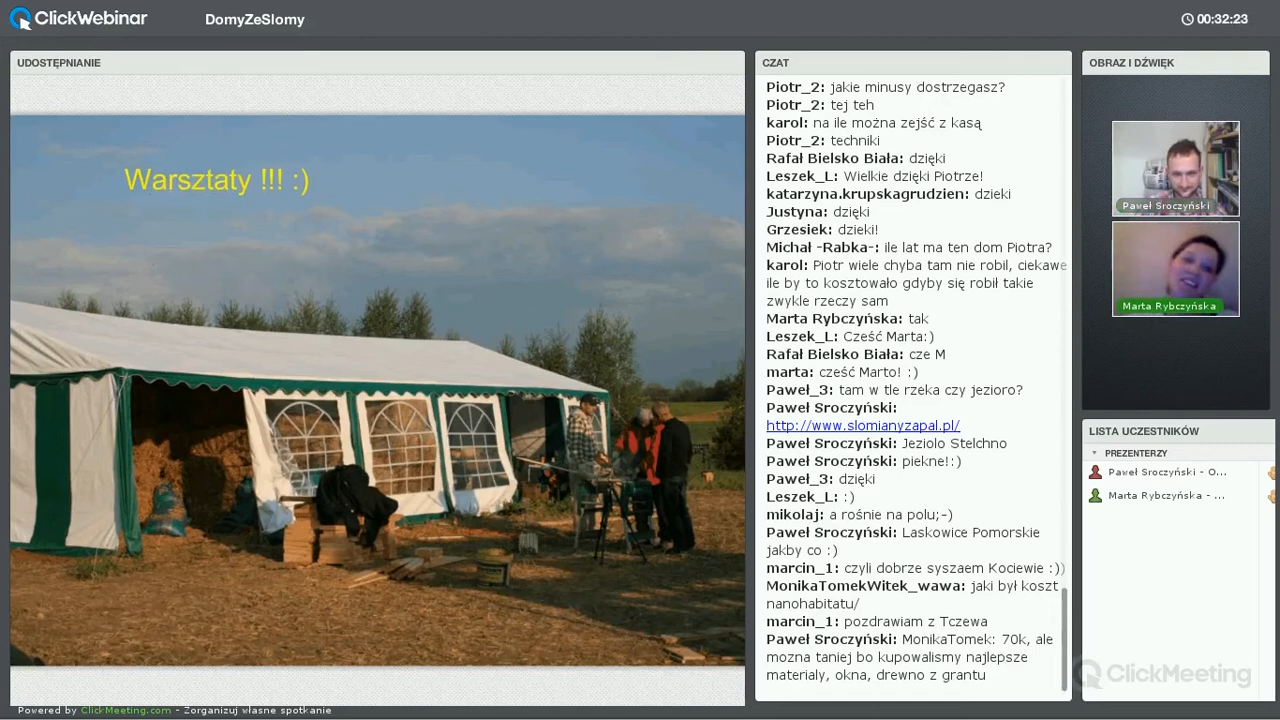 ClickWebinar
DomyZeSlomy
00:32:23
UDOSTĘPNIANIE
Warsztaty !!! :)
CZAT
Piotr_2: jakie minusy dostrzegasz?
Piotr_2: tej teh
karol: na ile można zejść z kasą
Piotr_2: techniki
Rafał Bielsko Biała: dzięki
Leszek_L: Wielkie dzięki Piotrze!
katarzyna.krupskagrudzien: dzieki
Justyna: dzięki
Grzesiek: dzieki!
Michał -Rabka-: ile lat ma ten dom Piotra?
karol: Piotr wiele chyba tam nie robil, ciekawe
ile by to kosztowało gdyby się robił takie
zwykle rzeczy sam
Marta Rybczyńska: tak
Leszek_L: Cześć Marta:)
Rafał Bielsko Biała: cze M
marta: cześć Marto! :)
Paweł_3: tam w tle rzeka czy jezioro?
Paweł Sroczyński:
http://www.slomianyzapal.pl/
Paweł Sroczyński: Jeziolo Stelchno
Paweł Sroczyński: piekne!:)
Paweł_3: dzięki
Leszek_L: :)
mikolaj: a rośnie na polu;-)
Paweł Sroczyński: Laskowice Pomorskie
jakby co :)
marcin_1: czyli dobrze syszaem Kociewie :))
MonikaTomekWitek_wawa: jaki był koszt
nanohabitatu/
marcin_1: pozdrawiam z Tczewa
Paweł Sroczyński: MonikaTomek: 70k, ale
mozna taniej bo kupowalismy najlepsze
materialy, okna, drewno z grantu
OBRAZ I DŹWIĘK
Paweł Sroczyński
Marta Rybczyńska
LISTA UCZESTNIKÓW
PREZENTERZY
Paweł Sroczyński - O...
Marta Rybczyńska - ...
ClickMeeting
Powered by ClickMeeting.com - Zorganizuj własne spotkanie